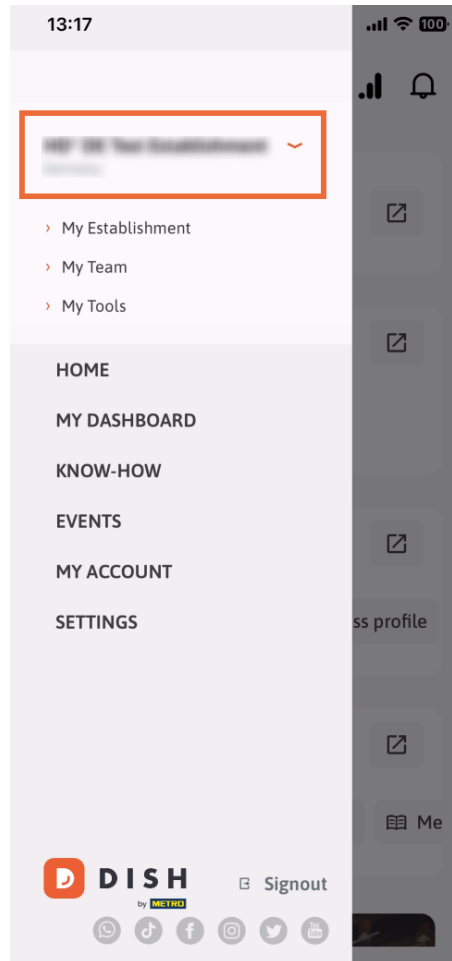 13:17
100
My Establishment
My Team
My Tools
HOME
MY DASHBOARD
KNOW-HOW
EVENTS
MY ACCOUNT
SETTINGS
ss profile
Me
DISH
by METRO
Signout